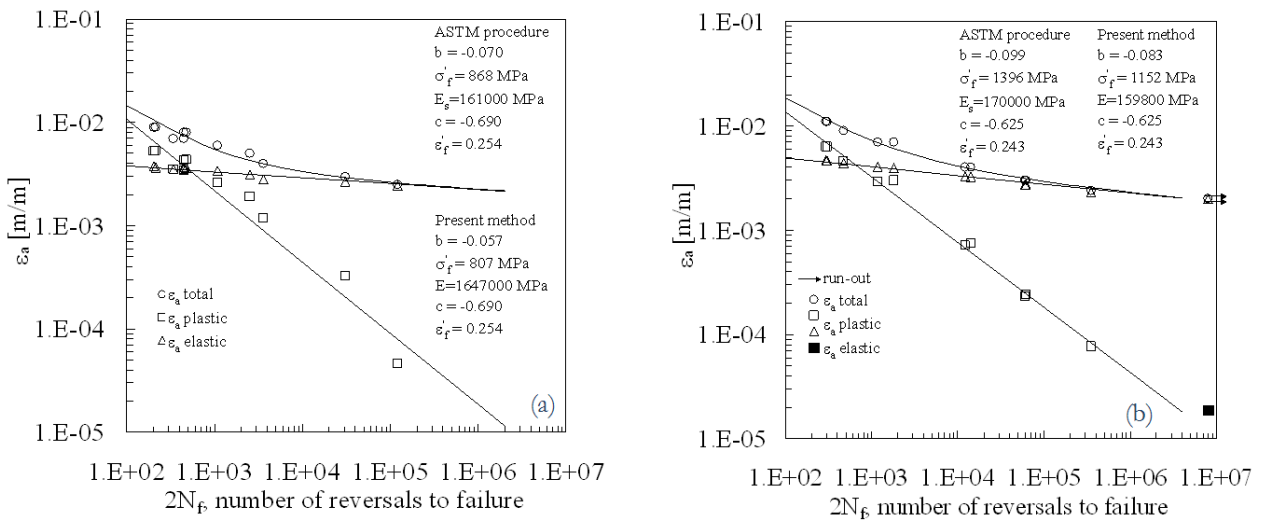 1.E-01
1.E-02
1.E-03
1.E-04
1.E-05
εa [m/m]
ASTM procedure
b = -0.070
σ'f = 868 MPa
Es=161000 MPa
c = -0.690
ε'f = 0.254
Present method
b = -0.057
σ'f = 807 MPa
E=1647000 MPa
c = -0.690
ε'f = 0.254
εa total
εa plastic
εa elastic
(a)
1.E+02 1.E+03 1.E+04 1.E+05 1.E+06 1.E+07
2Nf, number of reversals to failure
1.E-01
1.E-02
1.E-03
1.E-04
1.E-05
εa [m/m]
ASTM procedure
b = -0.099
σ'f = 1396 MPa
Es=170000 MPa
c = -0.625
ε'f = 0.243
Present method
b = -0.083
σ'f = 1152 MPa
E=159800 MPa
c = -0.625
ε'f = 0.243
run-out
εa total
εa plastic
εa elastic
(b)
1.E+02 1.E+03 1.E+04 1.E+05 1.E+06 1.E+07
2Nf, number of reversals to failure